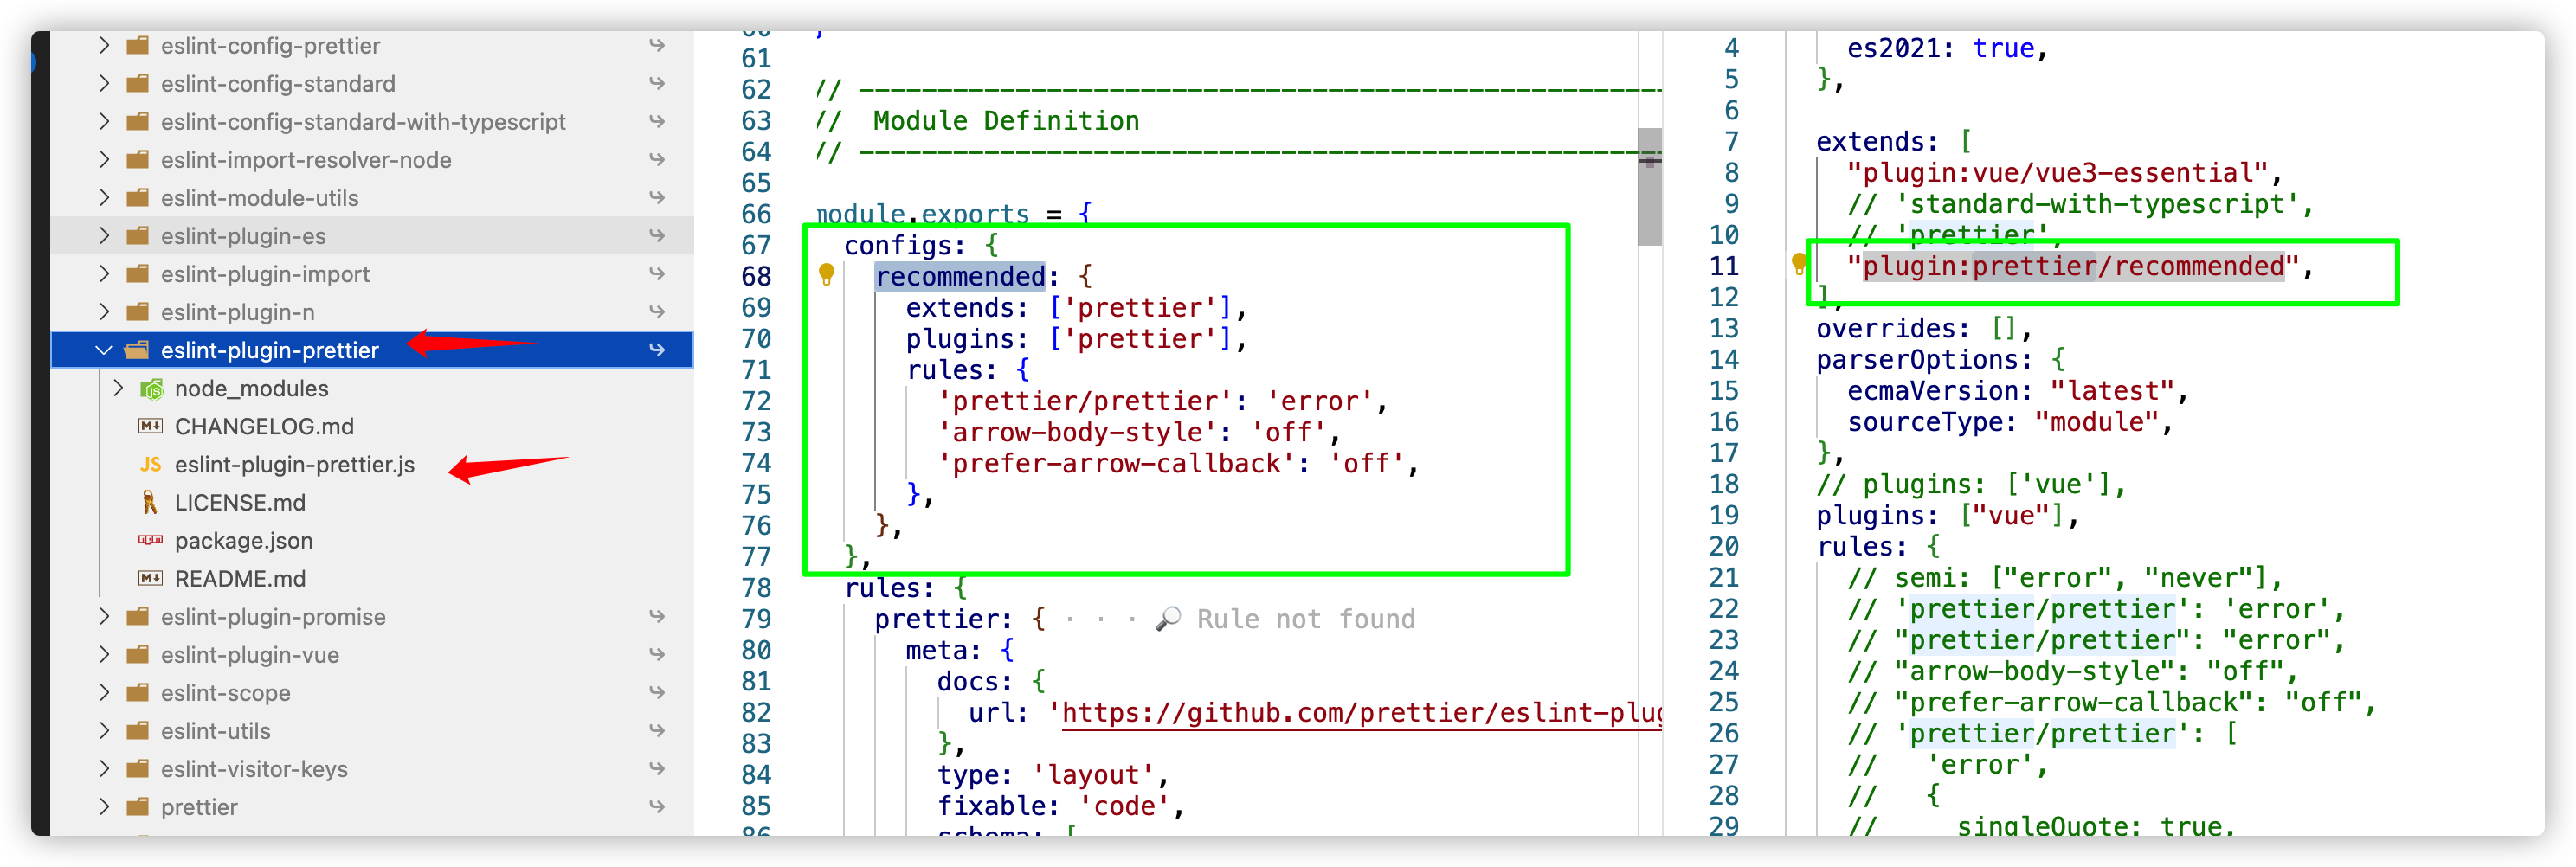 eslint-config-prettier
eslint-config-standard
eslint-config-standard-with-typescript
eslint-import-resolver-node
eslint-module-utils
eslint-plugin-es
eslint-plugin-import
eslint-plugin-n
eslint-plugin-prettier
node_modules
CHANGELOG.md
JS eslint-plugin-prettier.js
LICENSE.md
package.json
README.md
eslint-plugin-promise
eslint-plugin-vue
eslint-scope
eslint-utils
eslint-visitor-keys
prettier
60 }
61
62 // --------------------------------------------------
63 // Module Definition
64 // --------------------------------------------------
65
66 module.exports = {
67 configs: {
68 recommended: {
69 extends: ['prettier'],
70 plugins: ['prettier'],
71 rules: {
72 'prettier/prettier': 'error',
73 'arrow-body-style': 'off',
74 'prefer-arrow-callback': 'off',
75 },
76 },
77 },
78 rules: {
79 prettier: { · · · 🔎 Rule not found
80 meta: {
81 docs: {
82 url: 'https://github.com/prettier/eslint-plug
83 },
84 type: 'layout',
85 fixable: 'code',
86 schema: [
4 es2021: true,
5 },
6
7 extends: [
8 "plugin:vue/vue3-essential",
9 // 'standard-with-typescript',
10 // 'prettier',
11 "plugin:prettier/recommended",
12 ],
13 overrides: [],
14 parserOptions: {
15 ecmaVersion: "latest",
16 sourceType: "module",
17 },
18 // plugins: ['vue'],
19 plugins: ["vue"],
20 rules: {
21 // semi: ["error", "never"],
22 // 'prettier/prettier': 'error',
23 // "prettier/prettier": "error",
24 // "arrow-body-style": "off",
25 // "prefer-arrow-callback": "off",
26 // 'prettier/prettier': [
27 // 'error',
28 // {
29 // singleQuote: true,